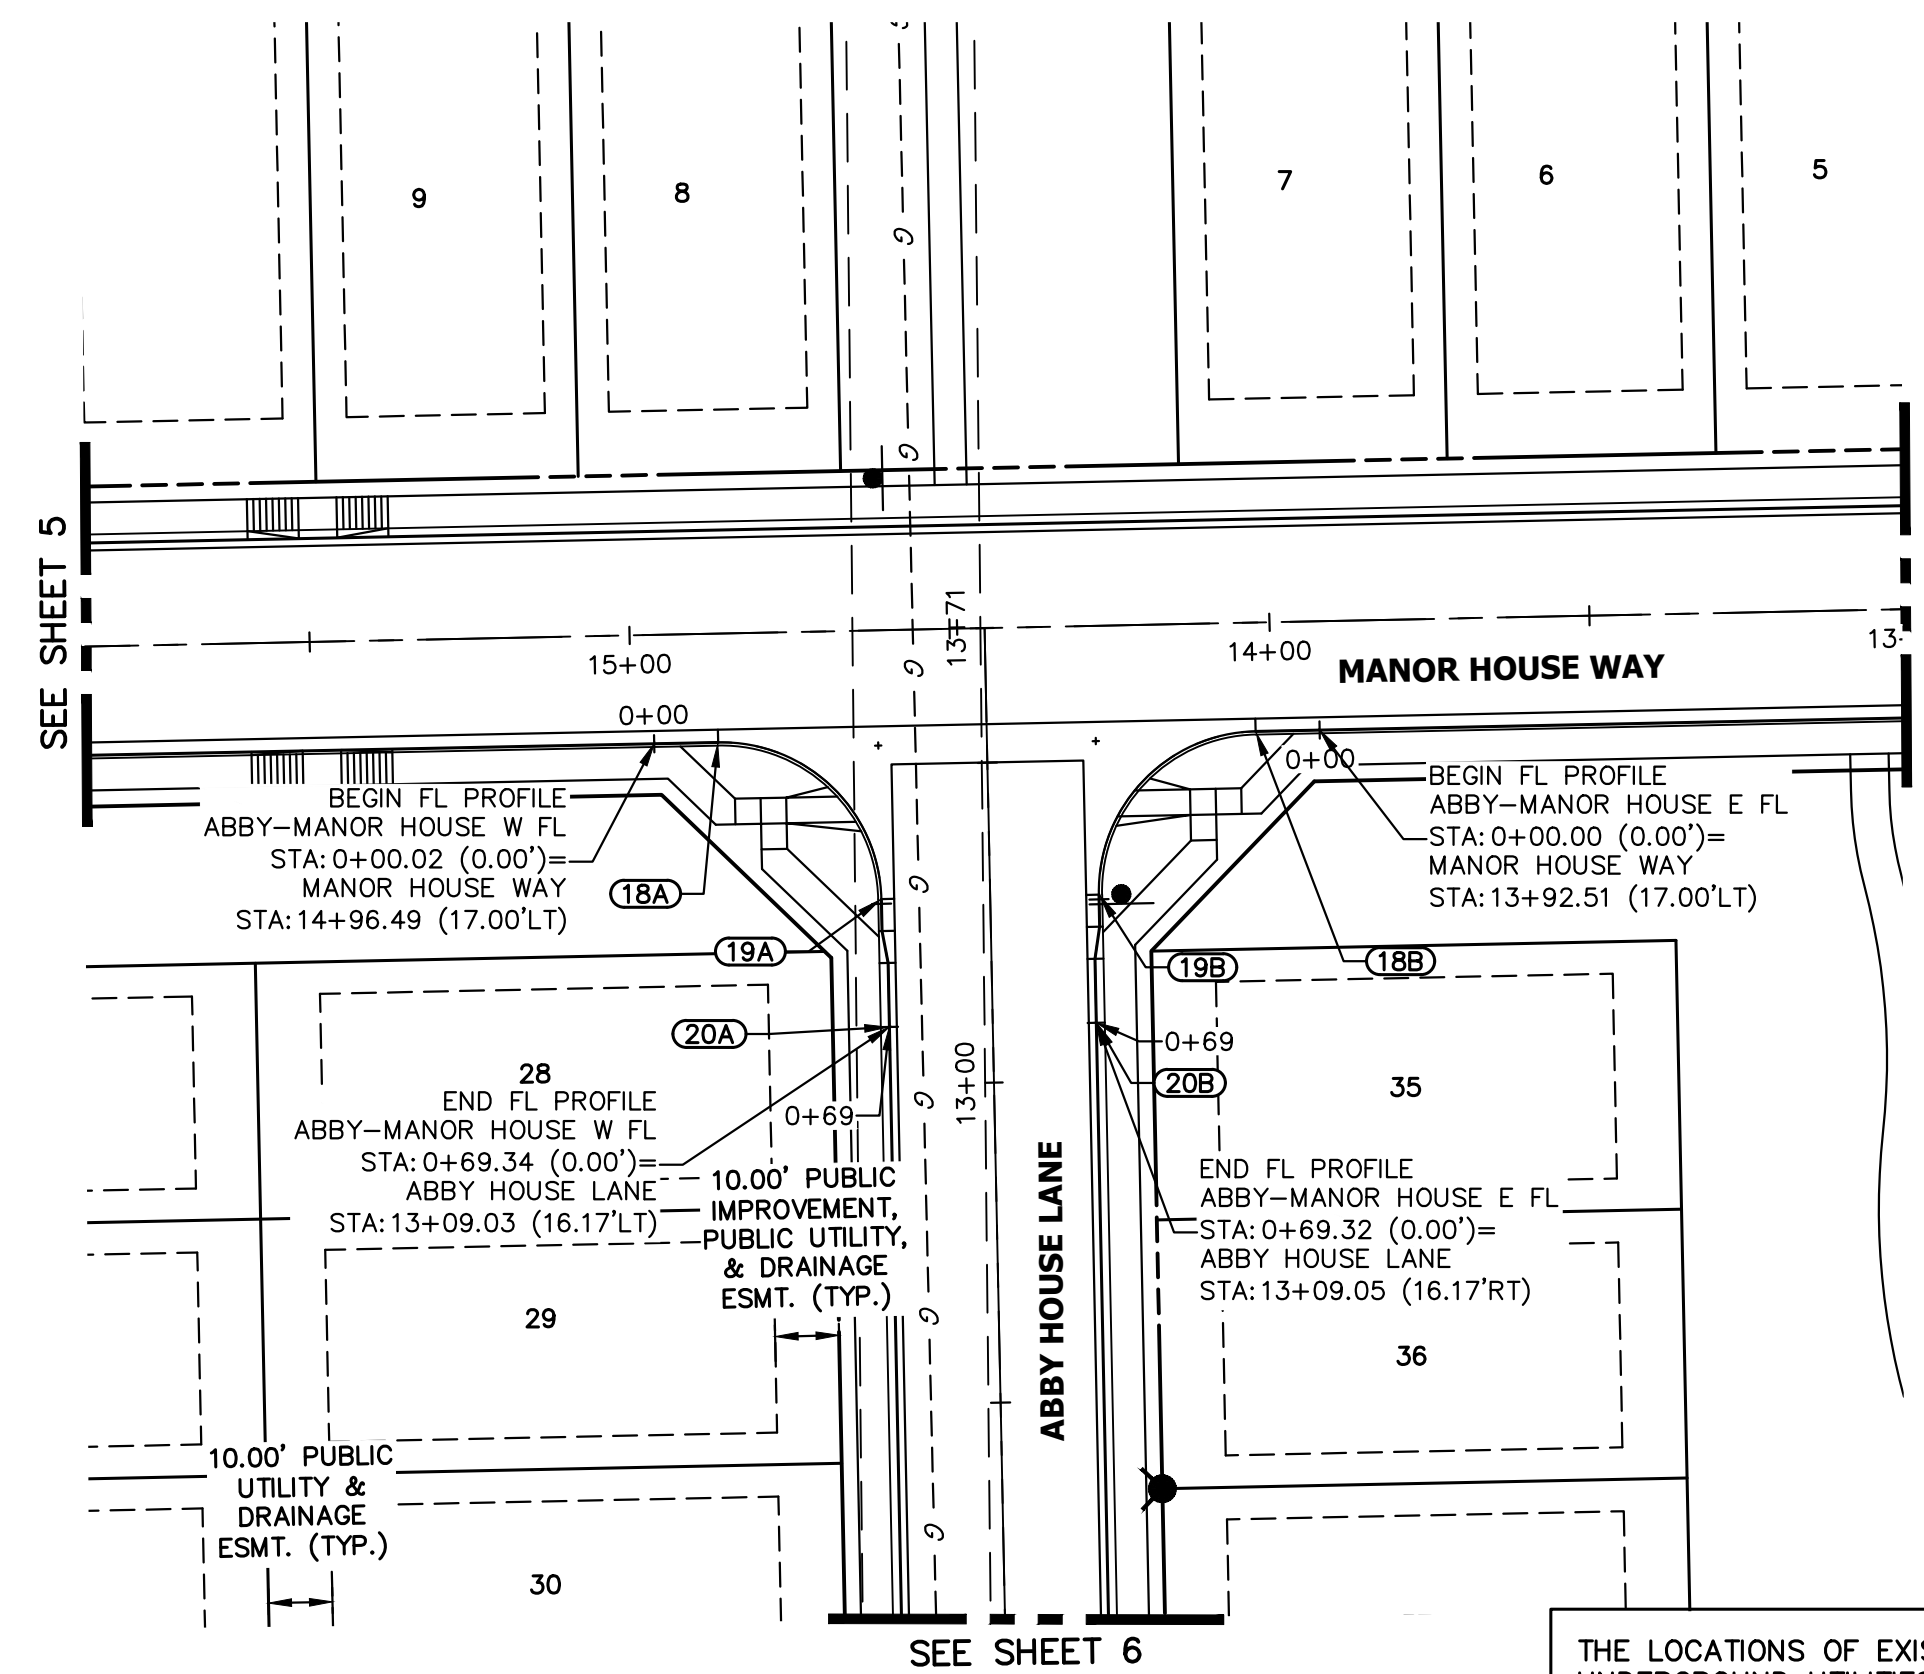 9
8
7
6
5
G
G
SEE SHEET 5
13+71
15+00
G
14+00
13-
MANOR HOUSE WAY
0+00
0+00
BEGIN FL PROFILE
ABBY-MANOR HOUSE W FL
STA: 0+00.02 (0.00')=
MANOR HOUSE WAY
STA: 14+96.49 (17.00'LT)
18A
19A
G
BEGIN FL PROFILE
ABBY-MANOR HOUSE E FL
STA: 0+00.00 (0.00')=
MANOR HOUSE WAY
STA: 13+92.51 (17.00'LT)
19B
18B
20A
28
END FL PROFILE
ABBY-MANOR HOUSE W FL
STA: 0+69.34 (0.00')=
ABBY HOUSE LANE
STA: 13+09.03 (16.17'LT)
0+69
G
13+00
0+69
20B
35
10.00' PUBLIC
IMPROVEMENT,
PUBLIC UTILITY,
& DRAINAGE
ESMT. (TYP.)
ABBY HOUSE LANE
END FL PROFILE
ABBY-MANOR HOUSE E FL
STA: 0+69.32 (0.00')=
ABBY HOUSE LANE
STA: 13+09.05 (16.17'RT)
29
G
36
10.00' PUBLIC
UTILITY &
DRAINAGE
ESMT. (TYP.)
30
G
SEE SHEET 6
THE LOCATIONS OF EXIS